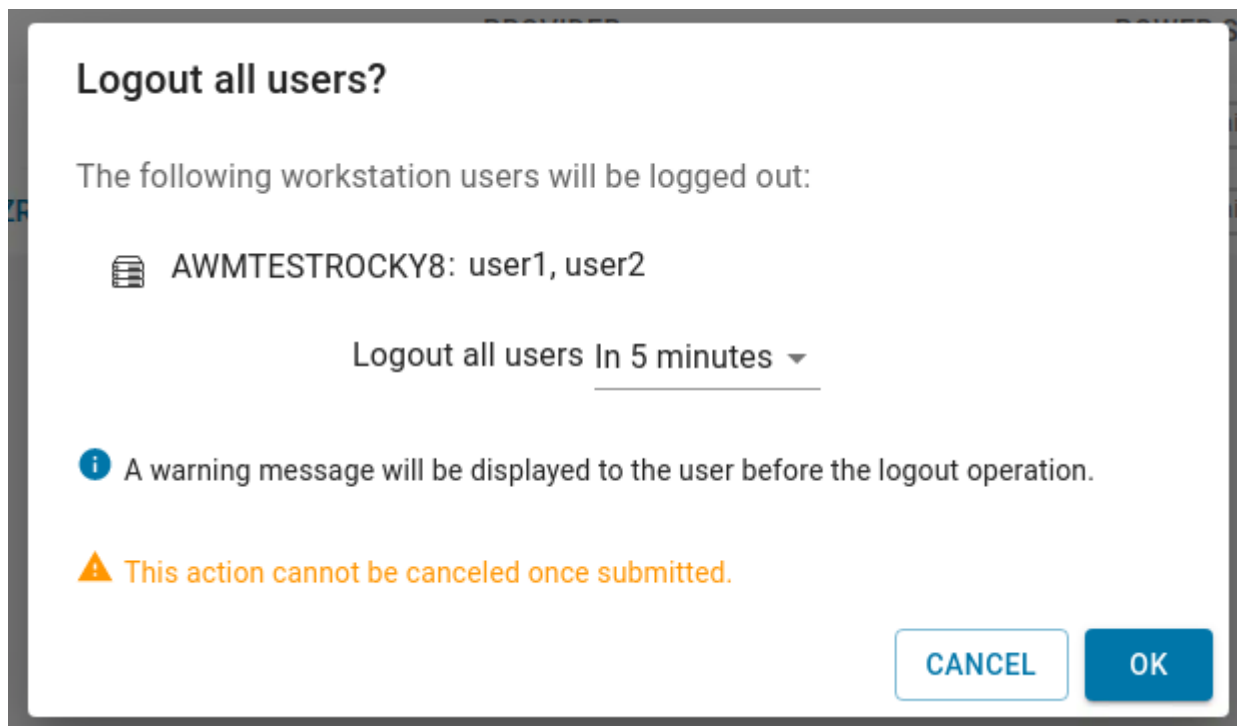 Logout all users?
The following workstation users will be logged out:
AWMTESTROCKY8: user1, user2
Logout all users In 5 minutes
A warning message will be displayed to the user before the logout operation.
This action cannot be canceled once submitted.
CANCEL OK